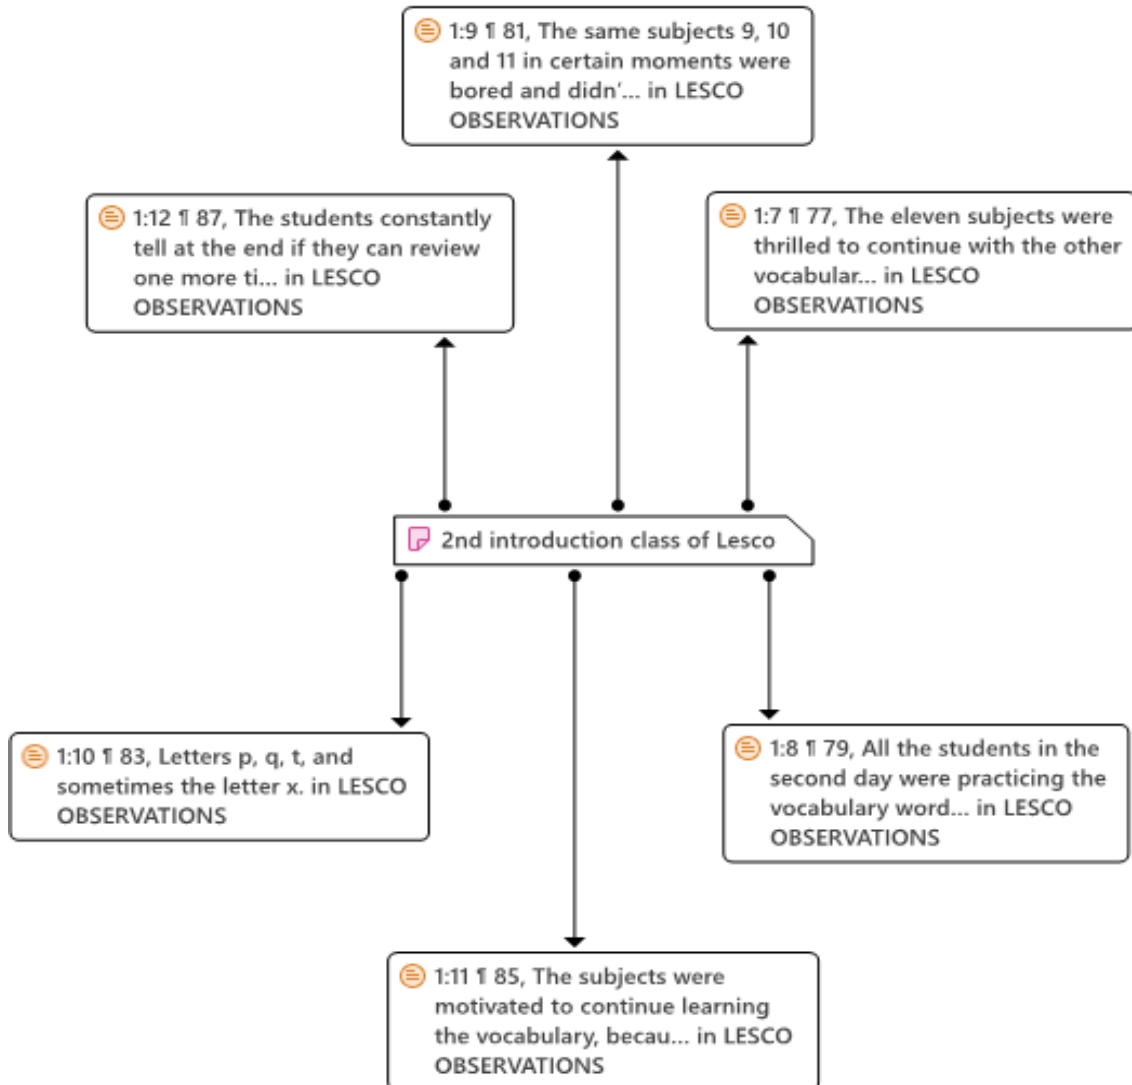 1:9 ¶ 81, The same subjects 9, 10
and 11 in certain moments were
bored and didn'... in LESCO
OBSERVATIONS
1:12 ¶ 87, The students constantly
tell at the end if they can review
one more ti... in LESCO
OBSERVATIONS
1:7 ¶ 77, The eleven subjects were
thrilled to continue with the other
vocabular... in LESCO
OBSERVATIONS
2nd introduction class of Lesco
1:10 ¶ 83, Letters p, q, t, and
sometimes the letter x. in LESCO
OBSERVATIONS
1:8 ¶ 79, All the students in the
second day were practicing the
vocabulary word... in LESCO
OBSERVATIONS
1:11 ¶ 85, The subjects were
motivated to continue learning
the vocabulary, becau... in LESCO
OBSERVATIONS